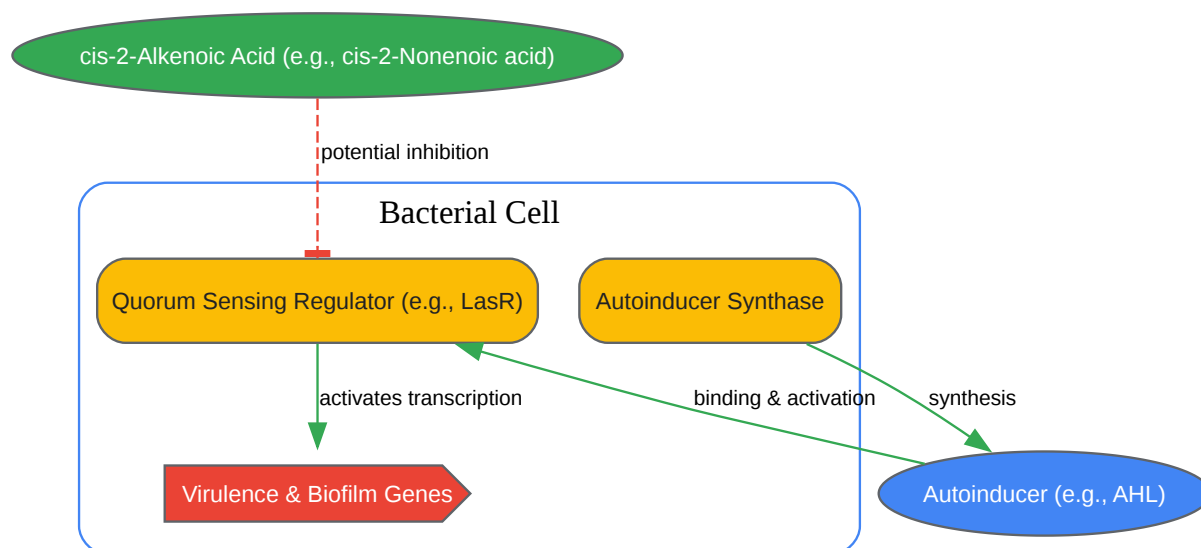 cis-2-Alkenoic Acid (e.g., cis-2-Nonenoic acid)
potential inhibition
Bacterial Cell
Quorum Sensing Regulator (e.g., LasR)
Autoinducer Synthase
activates transcription
binding & activation
synthesis
Virulence & Biofilm Genes
Autoinducer (e.g., AHL)